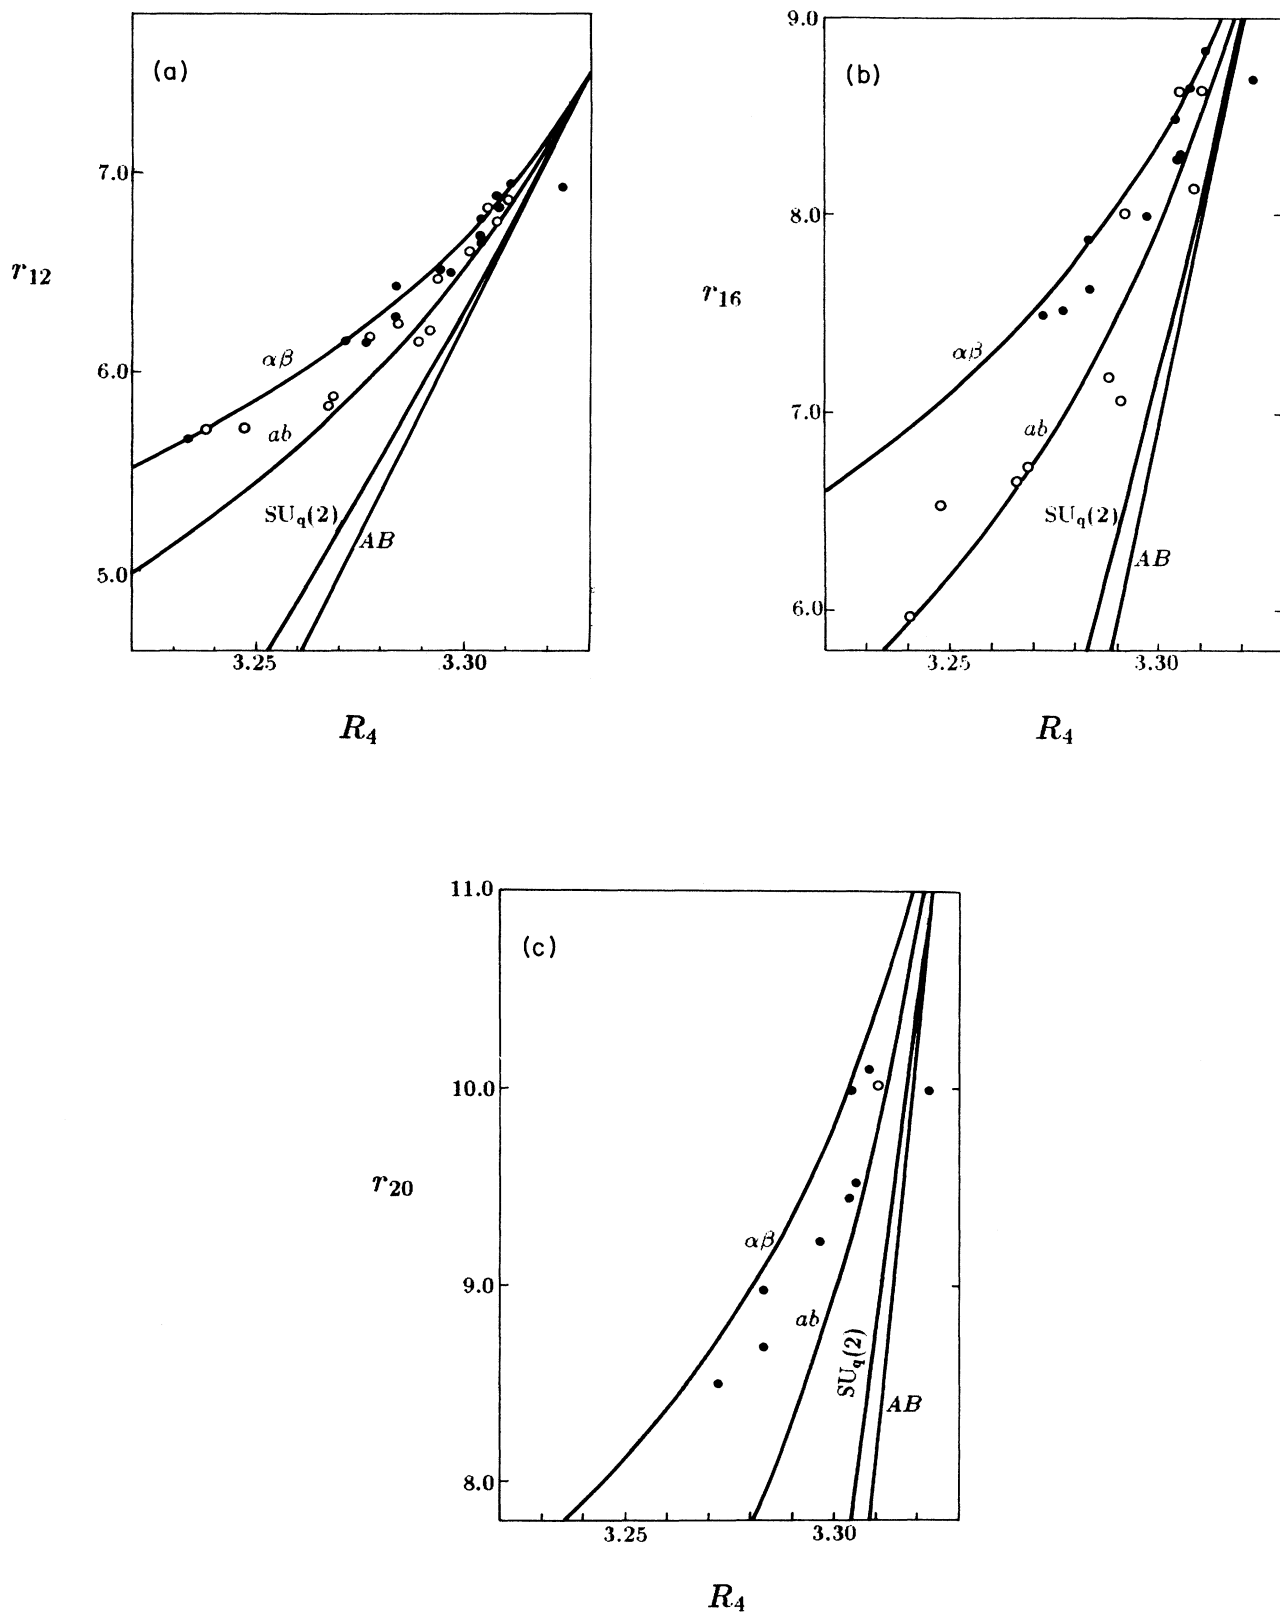 (a)
7.0
r12
6.0
αβ
ab
SUq(2)
AB
5.0
3.25
3.30
R4
9.0
(b)
8.0
r16
αβ
7.0
ab
SUq(2)
AB
6.0
3.25
3.30
R4
11.0
(c)
10.0
r20
αβ
9.0
ab
SUq(2)
AB
8.0
3.25
3.30
R4